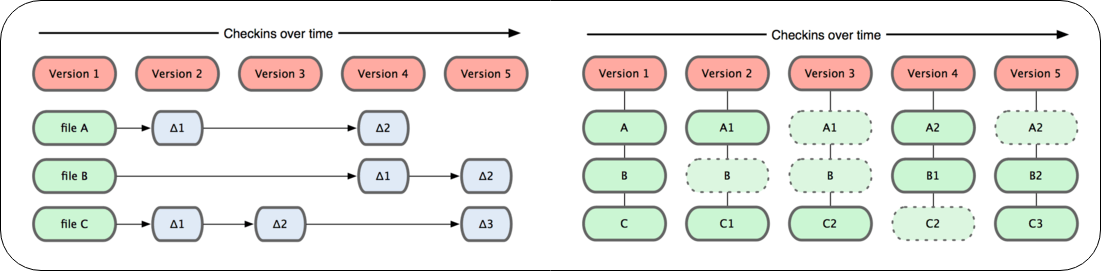 Checkins over time
Version 1 Version 2 Version 3 Version 4 Version 5
file A Δ1 Δ2
file B Δ1 Δ2
file C Δ1 Δ2 Δ3
Checkins over time
Version 1 Version 2 Version 3 Version 4 Version 5
A A1 A1 A2 A2
B B B B1 B2
C C1 C2 C2 C3